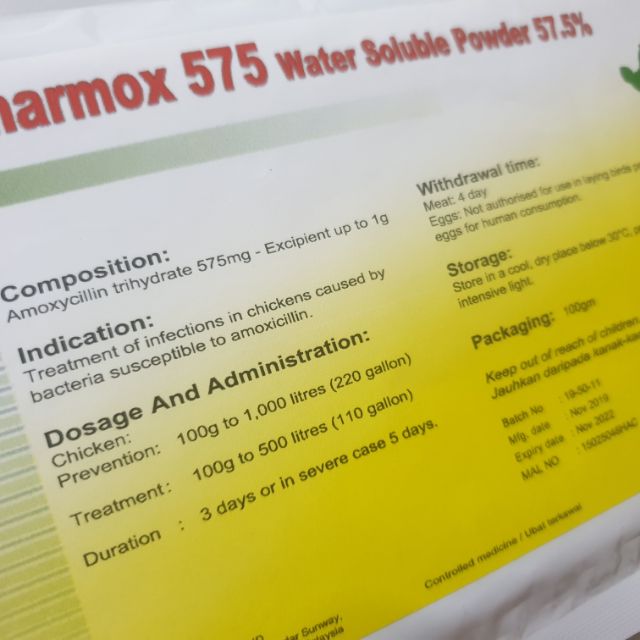 harmox 575 Water Soluble Powder 57.5%
Composition:
Amoxycillin trihydrate 575mg - Excipient up to 1g
Indication:
Treatment of infections in chickens caused by
bacteria susceptible to amoxicillin.
Dosage And Administration:
Chicken:
Prevention: 100g to 1,000 litres (220 gallon)
Treatment: 100g to 500 litres (110 gallon)
Duration : 3 days or in severe case 5 days.
Withdrawal time:
Meat: 4 day
Eggs: Not authorised for use in laying birds
eggs for human consumption.
Storage:
Store in a cool, dry place below 30°C,
intensive light.
Packaging: 100gm
Keep out of reach of children.
Jauhkan daripada
Batch No : 19-50-11
Mfg. date : Nov 2019
Expiry date : Nov 2022
MAL NO :
Controlled medicine / Ubat terkawal
Sunway,